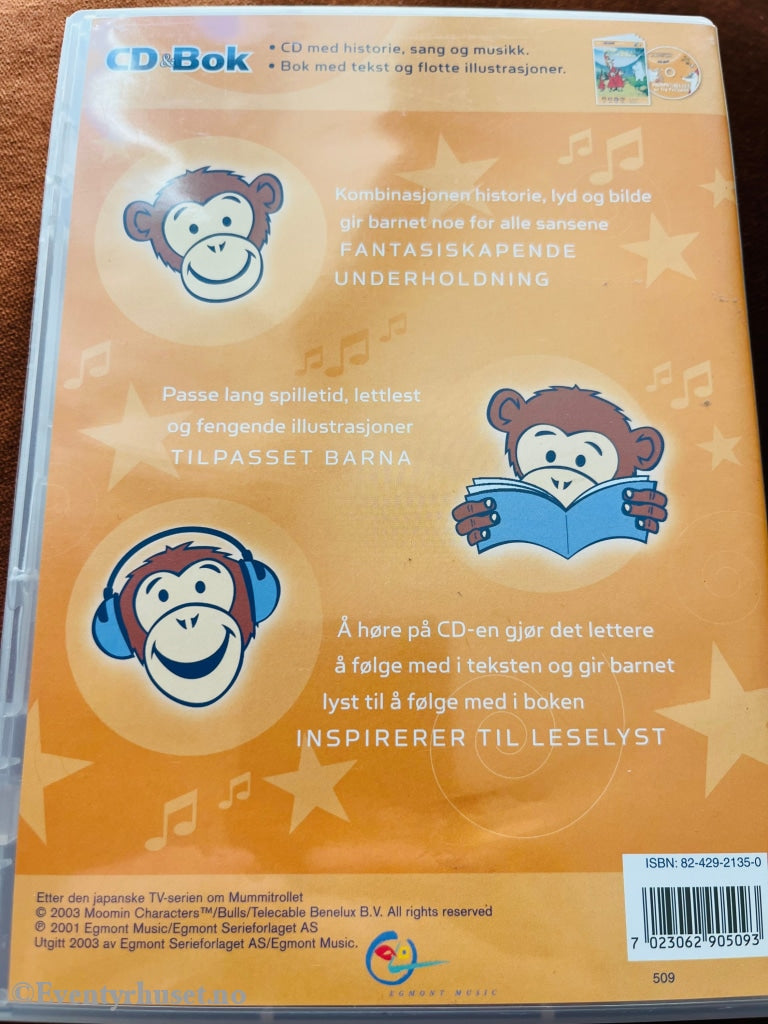 CD & Bok
• CD med historie, sang og musikk.
• Bok med tekst og flotte illustrasjoner.
Kombinasjonen historie, lyd og bilde
gir barnet noe for alle sansene
FANTASISKAPENDE
UNDERHOLDNING
Passe lang spilletid, lettlest
og fengende illustrasjoner
TILPASSET BARNA
Å høre på CD-en gjør det lettere
å følge med i teksten og gir barnet
lyst til å følge med i boken
INSPIRERER TIL LESELYST
ISBN: 82-429-2135-0
7 023062 905093
509
Etter den japanske TV-serien om Mummitrollet
© 2003 Moomin Characters™/Bulls/Telecable Benelux B.V. All rights reserved
℗ 2001 Egmont Music/Egmont Serieforlaget AS
Utgitt 2003 av Egmont Serieforlaget AS/Egmont Music.
EGMONT MUSIC
©Eventyrhuset.no